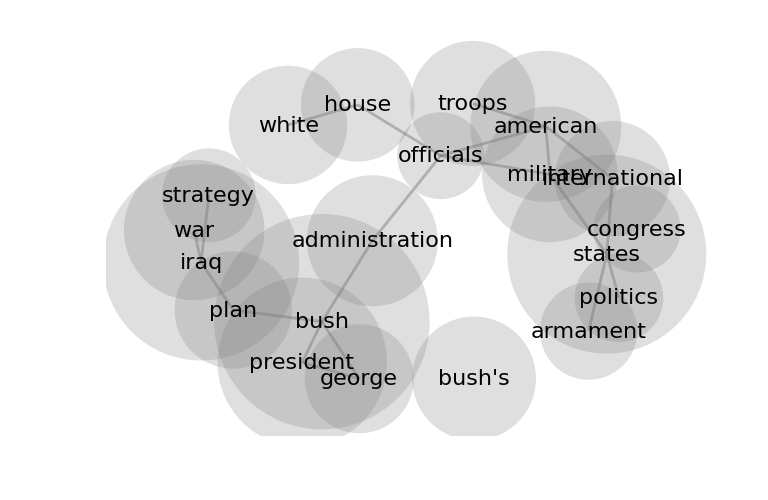 house
troops
white
american
officials
military
international
strategy
war
congress
administration
states
iraq
politics
plan
bush
armament
president
george
bush's